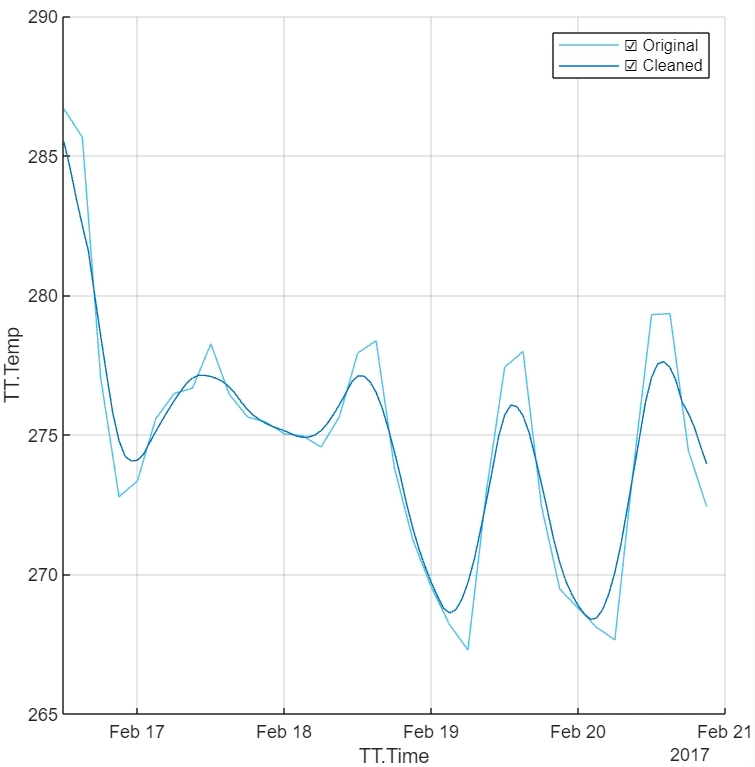 290
☑ Original
☑ Cleaned
285
280
TT.Temp
275
270
265
Feb 17 Feb 18 Feb 19 Feb 20 Feb 21
TT.Time 2017